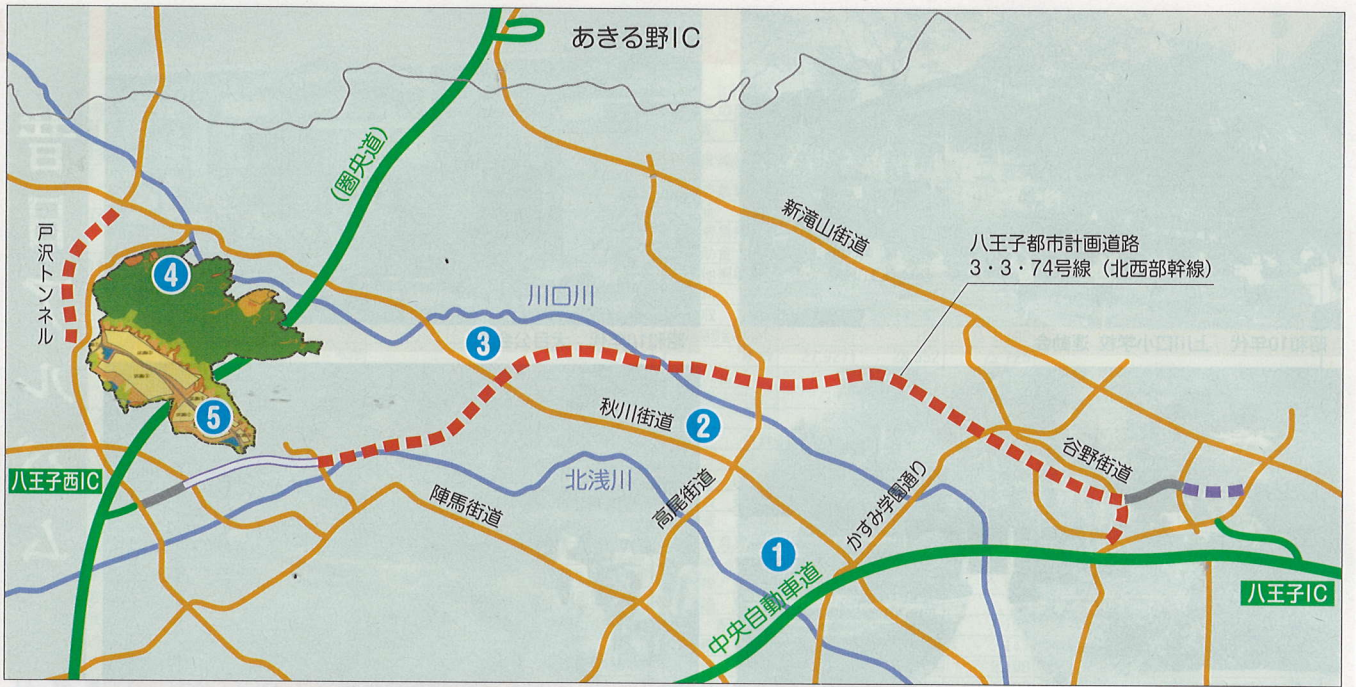 あきる野IC
(圏央道)
戸沢トンネル
新滝山街道
八王子都市計画道路
3・3・74号線（北西部幹線）
4
川口川
3
5
秋川街道
2
谷野街道
八王子西IC
北浅川
陣馬街道
高尾街道
かすみ学園通り
1
中央自動車道
八王子IC